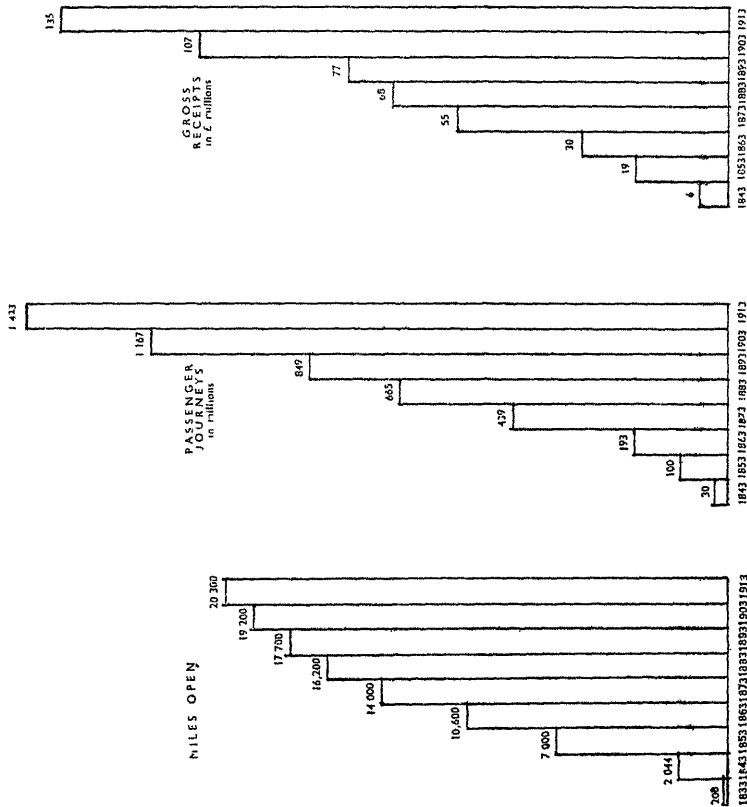 MILES OPEN
208
2 044
7 000
10,600
14 000
16,200
17 700
19 200
20 300
1833 1843 1853 1863 1873 1883 1893 1903 1913
PASSENGER
JOURNEYS
in millions
30
100
193
439
665
849
1 167
1 423
1843 1853 1863 1873 1883 1893 1903 1913
GROSS
RECEIPTS
in £ millions
6
19
30
55
68
77
107
135
1843 1853 1863 1873 1883 1893 1903 1913